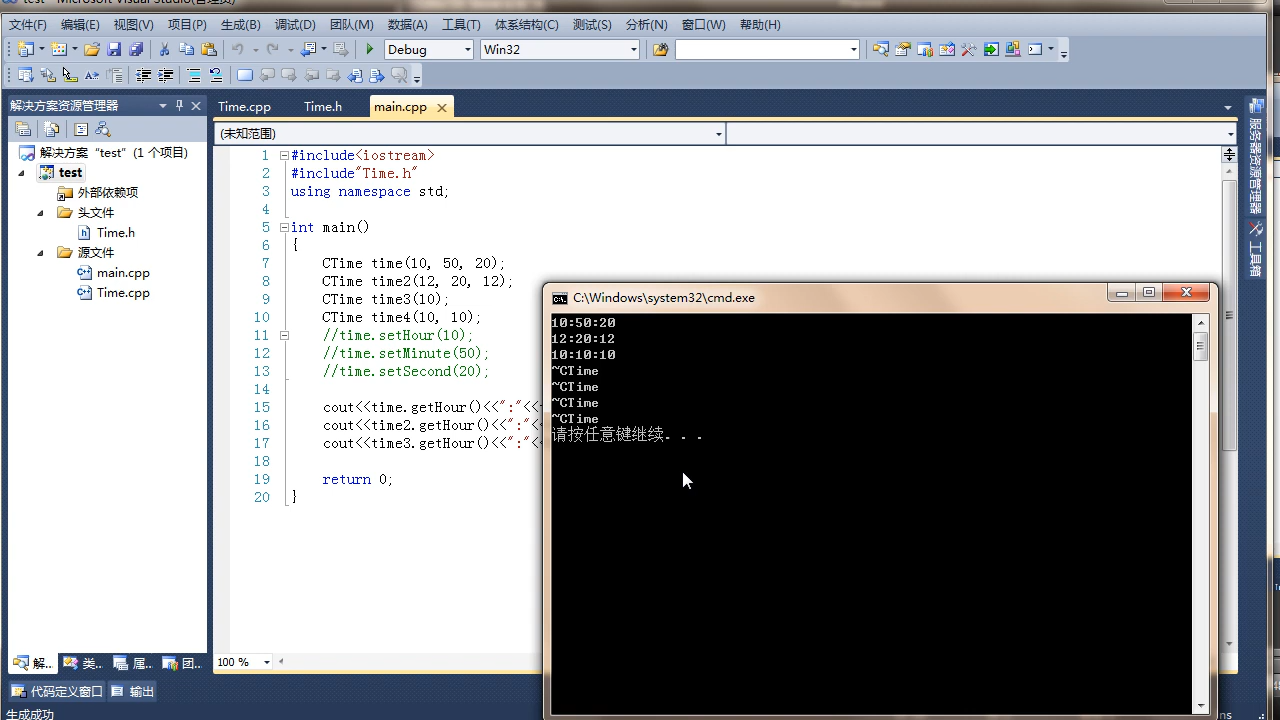 test - Microsoft Visual Studio(管理员)
文件(F) 编辑(E) 视图(V) 项目(P) 生成(B) 调试(D) 团队(M) 数据(A) 工具(T) 体系结构(C) 测试(S) 分析(N) 窗口(W) 帮助(H)
Debug Win32
解决方案资源管理器
Time.cpp Time.h main.cpp
(未知范围)
解决方案 "test" (1 个项目)
test
外部依赖项
头文件
Time.h
源文件
main.cpp
Time.cpp
1 #include<iostream>
2 #include"Time.h"
3 using namespace std;
4
5 int main()
6 {
7 CTime time(10, 50, 20);
8 CTime time2(12, 20, 12);
9 CTime time3(10);
10 CTime time4(10, 10);
11 //time.setHour(10);
12 //time.setMinute(50);
13 //time.setSecond(20);
14
15 cout<<time.getHour()<<":"<<
16 cout<<time2.getHour()<<":"<<
17 cout<<time3.getHour()<<":"<<
18
19 return 0;
20 }
C:\Windows\system32\cmd.exe
10:50:20
12:20:12
10:10:10
~CTime
~CTime
~CTime
~CTime
请按任意键继续. . .
服务器资源管理器
工具箱
解... 类... 属... 团...
100 %
代码定义窗口 输出
生成成功